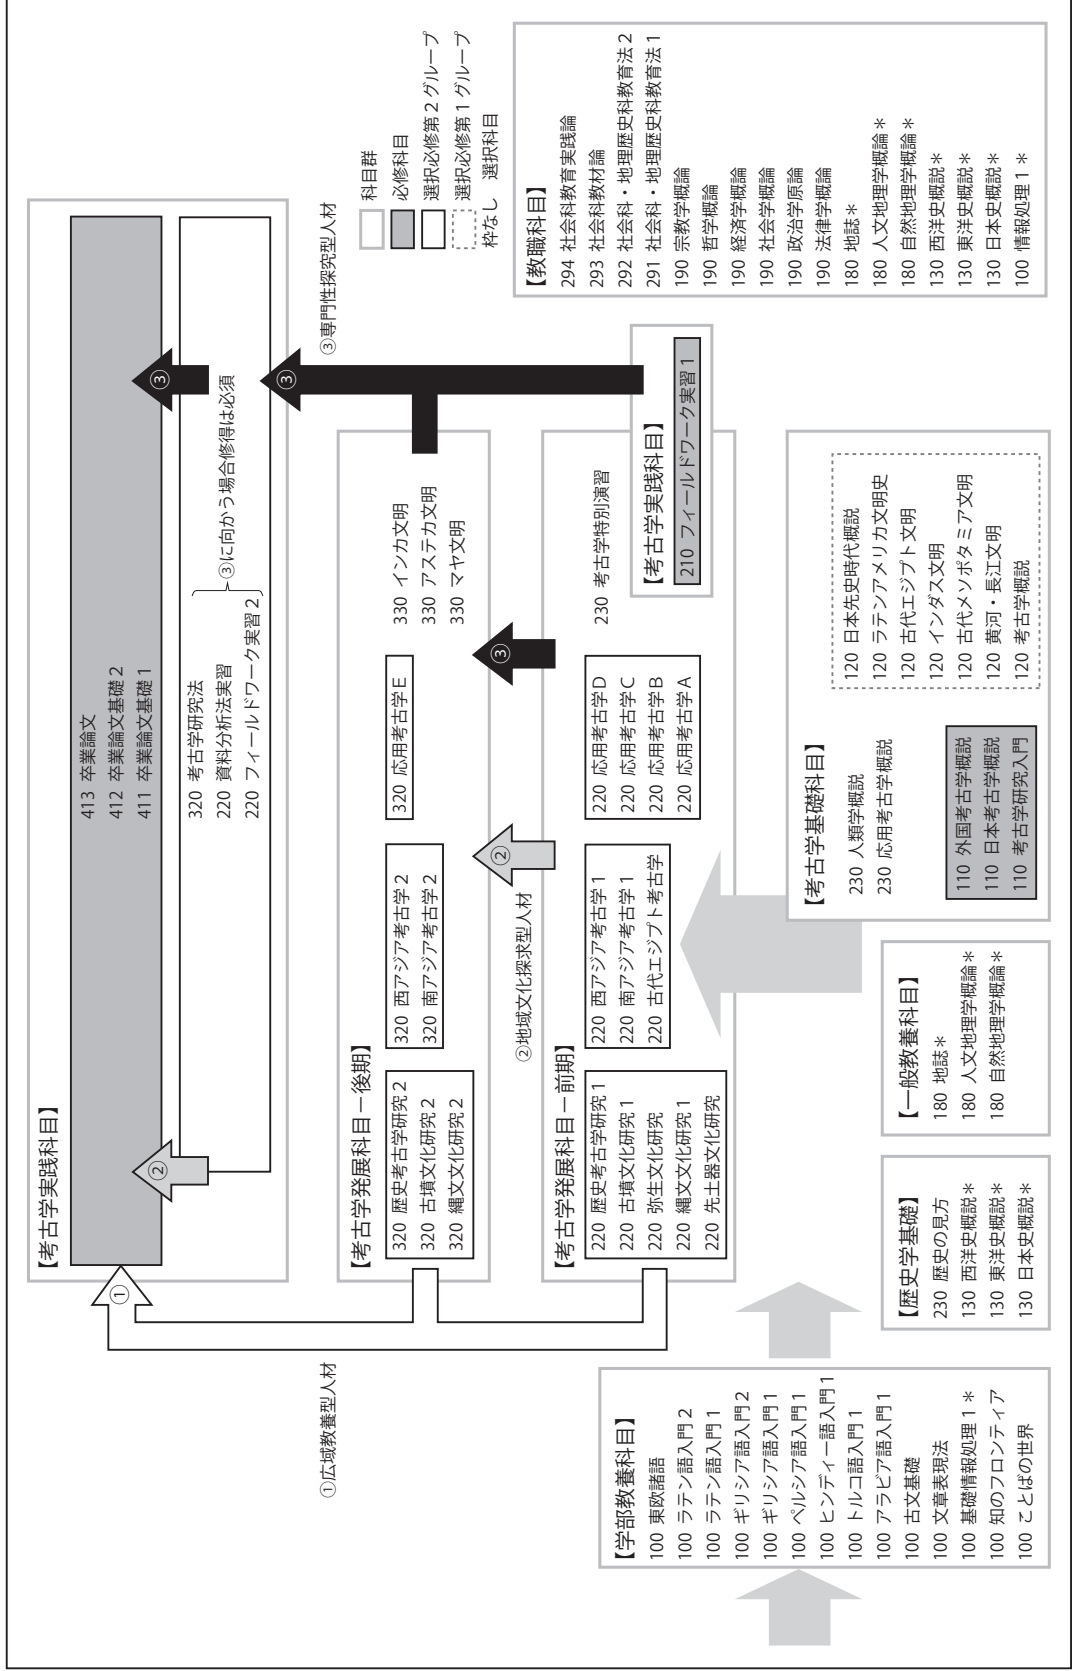 【考古学実践科目】
413 卒業論文
412 卒業論文基礎 2
411 卒業論文基礎 1
320 考古学研究法
220 資料分析法実習
220 フィールドワーク実習 2
③に向かう場合修得は必須
②
③
①
③
①広域教養型人材
③専門性探究型人材
科目群
必修科目
選択必修第 2 グループ
選択必修第 1 グループ
枠なし 選択科目
【考古学発展科目－後期】
320 歴史考古学研究 2
320 古墳文化研究 2
320 縄文文化研究 2
320 西アジア考古学 2
320 南アジア考古学 2
320 応用考古学E
330 インカ文明
330 アステカ文明
330 マヤ文明
②
③
②地域文化探求型人材
【考古学発展科目－前期】
220 歴史考古学研究 1
220 古墳文化研究 1
220 弥生文化研究
220 縄文文化研究 1
220 先土器文化研究
220 西アジア考古学 1
220 南アジア考古学 1
220 古代エジプト考古学
220 応用考古学D
220 応用考古学C
220 応用考古学B
220 応用考古学A
230 考古学特別演習
【考古学実践科目】
210 フィールドワーク実習 1
【教職科目】
294 社会科教育実践論
293 社会科教材論
292 社会科・地理歴史科教育法 2
291 社会科・地理歴史科教育法 1
190 宗教学概論
190 哲学概論
190 経済学概論
190 社会学概論
190 政治学原論
190 法律学概論
180 地誌＊
180 人文地理学概論＊
180 自然地理学概論＊
130 西洋史概説＊
130 東洋史概説＊
130 日本史概説＊
100 情報処理 1 ＊
【学部教養科目】
100 東欧諸語
100 ラテン語入門 2
100 ラテン語入門 1
100 ギリシア語入門 2
100 ギリシア語入門 1
100 ペルシア語入門 1
100 ヒンディー語入門 1
100 トルコ語入門 1
100 アラビア語入門 1
100 古文基礎
100 文章表現法
100 基礎情報処理 1 ＊
100 知のフロンティア
100 ことばの世界
【歴史学基礎】
230 歴史の見方
130 西洋史概説＊
130 東洋史概説＊
130 日本史概説＊
【一般教養科目】
180 地誌＊
180 人文地理学概論＊
180 自然地理学概論＊
【考古学基礎科目】
230 人類学概説
230 応用考古学概説
110 外国考古学概説
110 日本考古学概説
110 考古学研究入門
120 日本先史時代概説
120 ラテンアメリカ文明史
120 古代エジプト文明
120 インダス文明
120 古代メソポタミア文明
120 黄河・長江文明
120 考古学概説